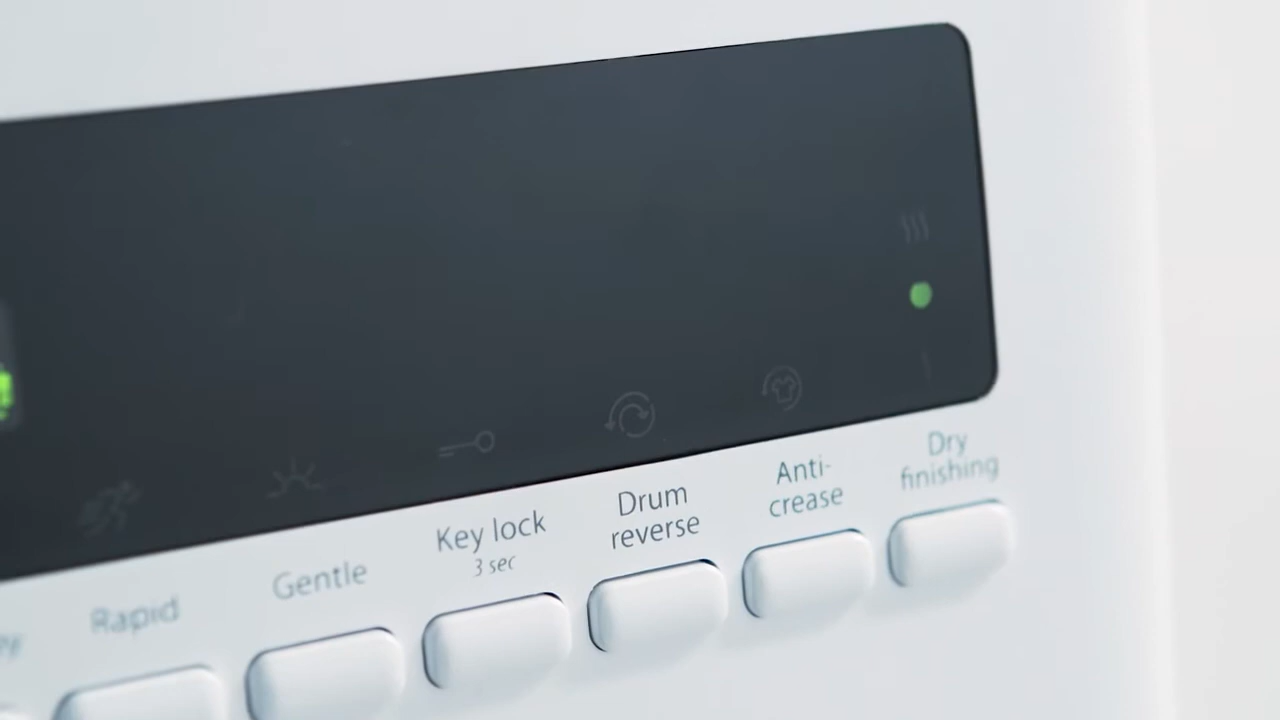 Rapid
Gentle
Key lock
3 sec
Drum
reverse
Anti-
crease
Dry
finishing